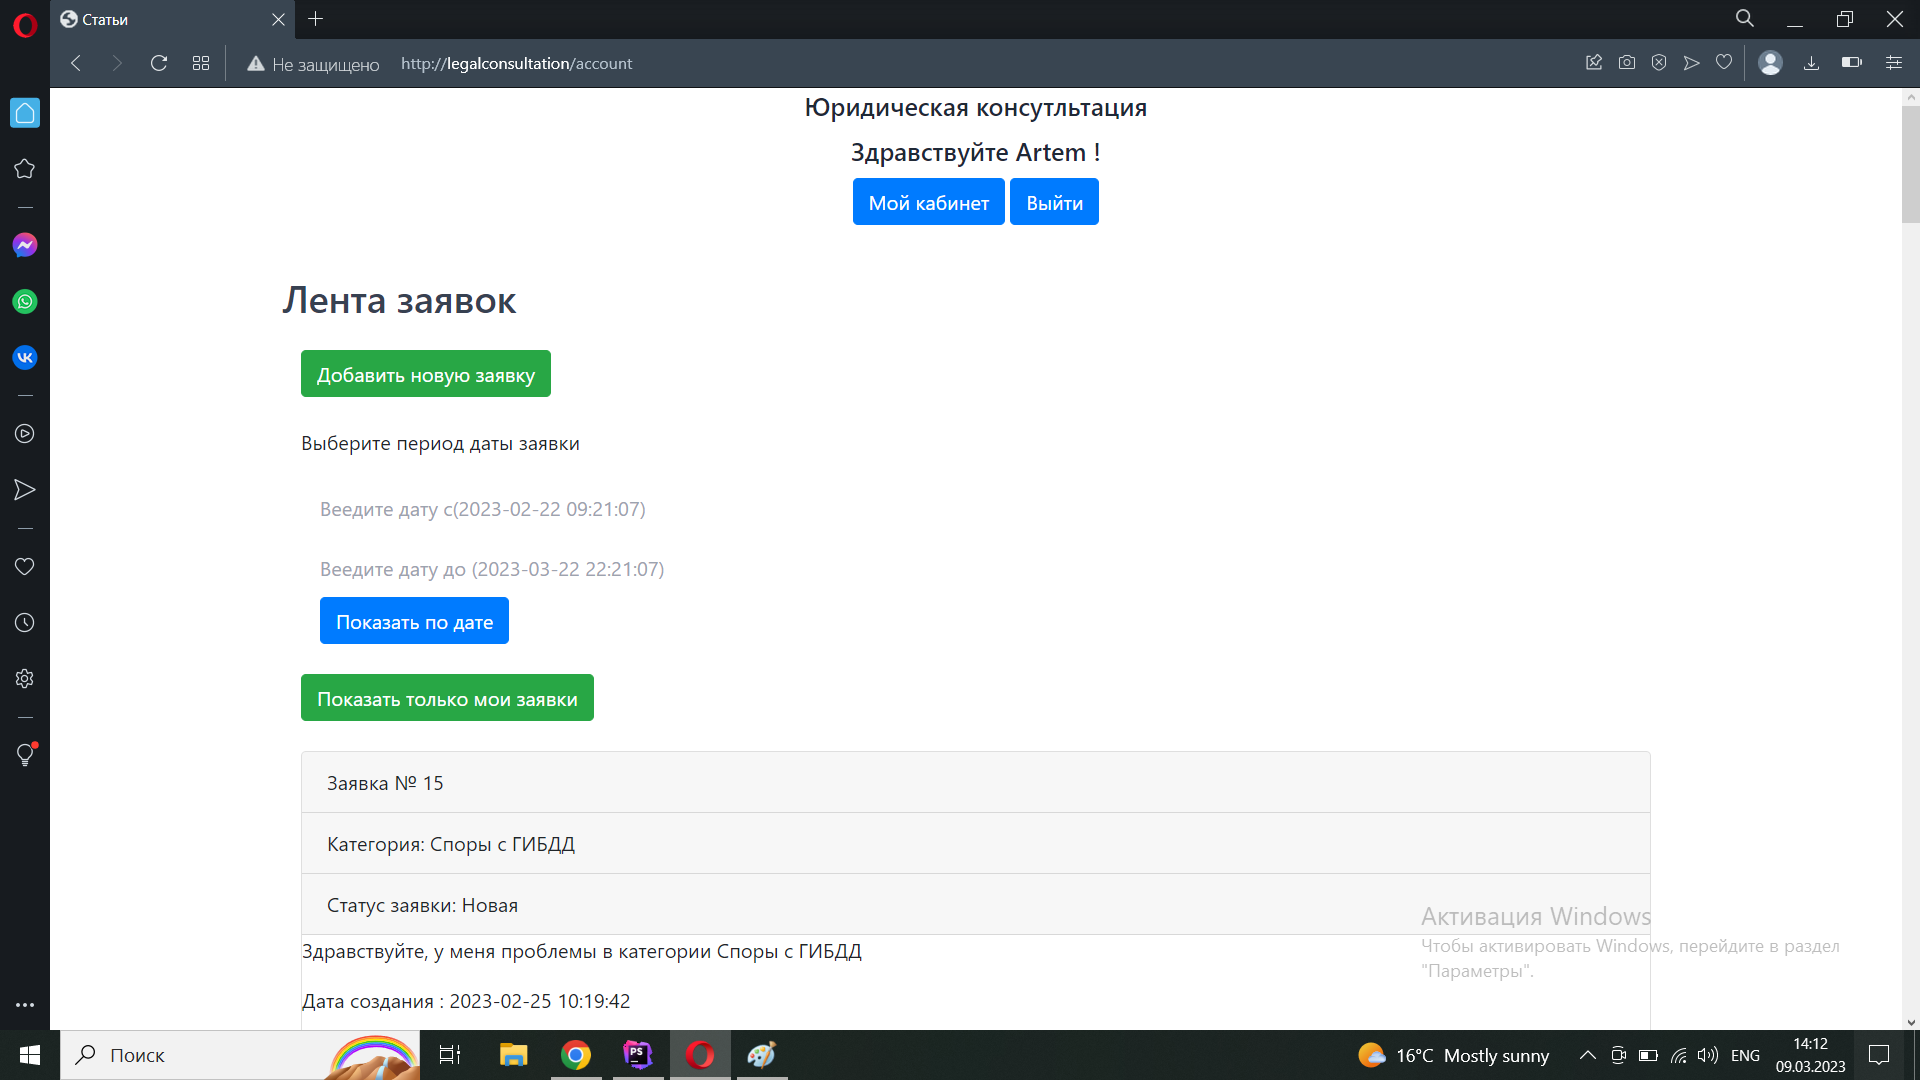 Статьи
Не защищено
http://legalconsultation/account
Юридическая консутльтация
Здравствуйте Artem !
Мой кабинет
Выйти
Лента заявок
Добавить новую заявку
Выберите период даты заявки
Веедите дату с(2023-02-22 09:21:07)
Веедите дату до (2023-03-22 22:21:07)
Показать по дате
Показать только мои заявки
Заявка № 15
Категория: Споры с ГИБДД
Статус заявки: Новая
Здравствуйте, у меня проблемы в категории Споры с ГИБДД
Дата создания : 2023-02-25 10:19:42
Активация Windows
Чтобы активировать Windows, перейдите в раздел
"Параметры".
Поиск
PS
16°C Mostly sunny
ENG
14:12
09.03.2023